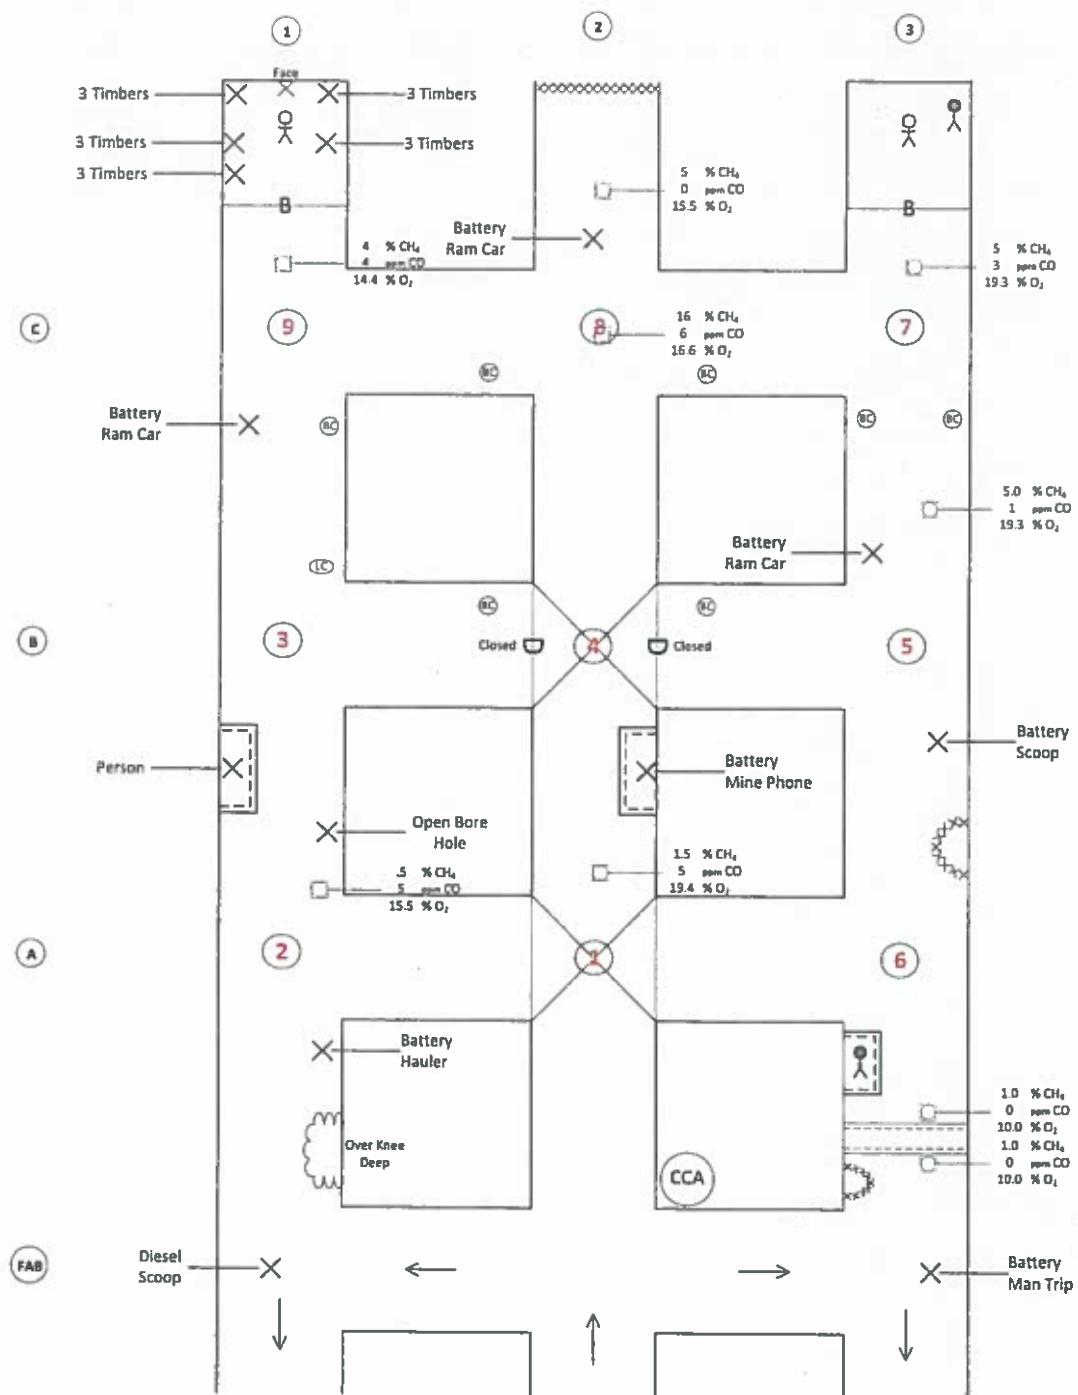 1
2
3
Face
3 Timbers
3 Timbers
3 Timbers
3 Timbers
3 Timbers
B
B
5 % CH₄
0 ppm CO
15.5 % O₂
Battery
Ram Car
4 % CH₄
4 ppm CO
14.4 % O₂
5 % CH₄
3 ppm CO
19.3 % O₂
C
9
8
7
16 % CH₄
6 ppm CO
16.6 % O₂
BC
BC
Battery
Ram Car
BC
BC
BC
5.0 % CH₄
1 ppm CO
19.3 % O₂
Battery
Ram Car
BC
BC
B
3
Closed
4
Closed
5
Person
Battery
Mine Phone
Battery
Scoop
Open Bore
Hole
.5 % CH₄
5 ppm CO
15.5 % O₂
1.5 % CH₄
5 ppm CO
19.4 % O₂
A
2
1
6
Battery
Hauler
Over Knee
Deep
CCA
1.0 % CH₄
0 ppm CO
10.0 % O₂
1.0 % CH₄
0 ppm CO
10.0 % O₂
FAB
Diesel
Scoop
Battery
Man Trip